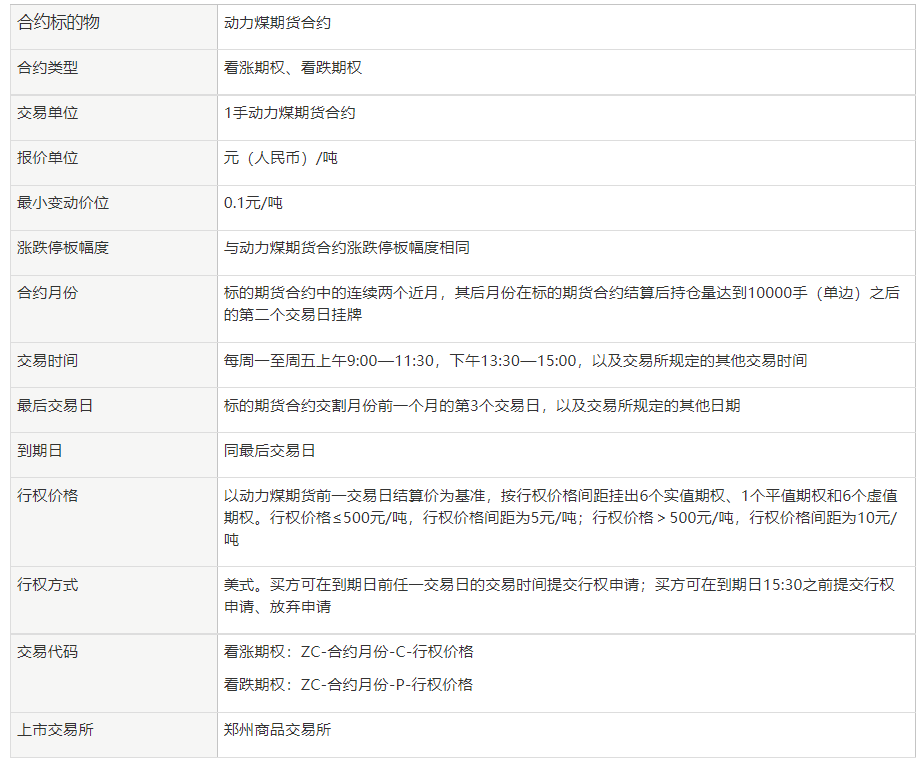 合约标的物
动力煤期货合约
合约类型
看涨期权、看跌期权
交易单位
1手动力煤期货合约
报价单位
元（人民币）/吨
最小变动价位
0.1元/吨
涨跌停板幅度
与动力煤期货合约涨跌停板幅度相同
合约月份
标的期货合约中的连续两个近月，其后月份在标的期货合约结算后持仓量达到10000手（单边）之后
的第二个交易日挂牌
交易时间
每周一至周五上午9:00—11:30，下午13:30—15:00，以及交易所规定的其他交易时间
最后交易日
标的期货合约交割月份前一个月的第3个交易日，以及交易所规定的其他日期
到期日
同最后交易日
行权价格
以动力煤期货前一交易日结算价为基准，按行权价格间距挂出6个实值期权、1个平值期权和6个虚值
期权。行权价格≤500元/吨，行权价格间距为5元/吨；行权价格＞500元/吨，行权价格间距为10元/
吨
行权方式
美式。买方可在到期日前任一交易日的交易时间提交行权申请；买方可在到期日15:30之前提交行权
申请、放弃申请
交易代码
看涨期权：ZC-合约月份-C-行权价格
看跌期权：ZC-合约月份-P-行权价格
上市交易所
郑州商品交易所